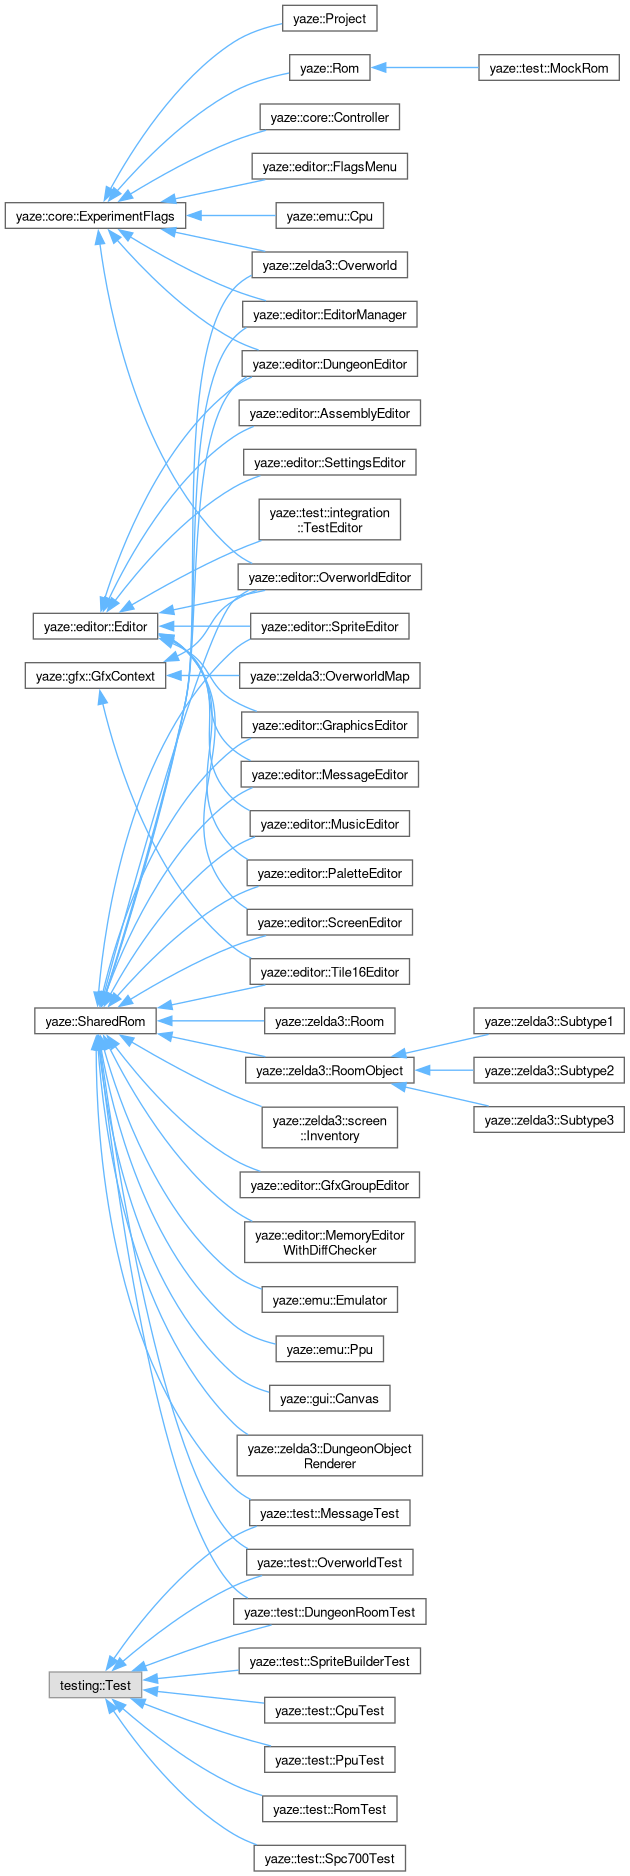 yaze::Project
yaze::Rom
yaze::test::MockRom
yaze::core::Controller
yaze::editor::FlagsMenu
yaze::core::ExperimentFlags
yaze::emu::Cpu
yaze::zelda3::Overworld
yaze::editor::EditorManager
yaze::editor::DungeonEditor
yaze::editor::AssemblyEditor
yaze::editor::SettingsEditor
yaze::test::integration
::TestEditor
yaze::editor::OverworldEditor
yaze::editor::Editor
yaze::editor::SpriteEditor
yaze::gfx::GfxContext
yaze::zelda3::OverworldMap
yaze::editor::GraphicsEditor
yaze::editor::MessageEditor
yaze::editor::MusicEditor
yaze::editor::PaletteEditor
yaze::editor::ScreenEditor
yaze::editor::Tile16Editor
yaze::SharedRom
yaze::zelda3::Room
yaze::zelda3::Subtype1
yaze::zelda3::RoomObject
yaze::zelda3::Subtype2
yaze::zelda3::Subtype3
yaze::zelda3::screen
::Inventory
yaze::editor::GfxGroupEditor
yaze::editor::MemoryEditor
WithDiffChecker
yaze::emu::Emulator
yaze::emu::Ppu
yaze::gui::Canvas
yaze::zelda3::DungeonObject
Renderer
yaze::test::MessageTest
yaze::test::OverworldTest
yaze::test::DungeonRoomTest
yaze::test::SpriteBuilderTest
testing::Test
yaze::test::CpuTest
yaze::test::PpuTest
yaze::test::RomTest
yaze::test::Spc700Test